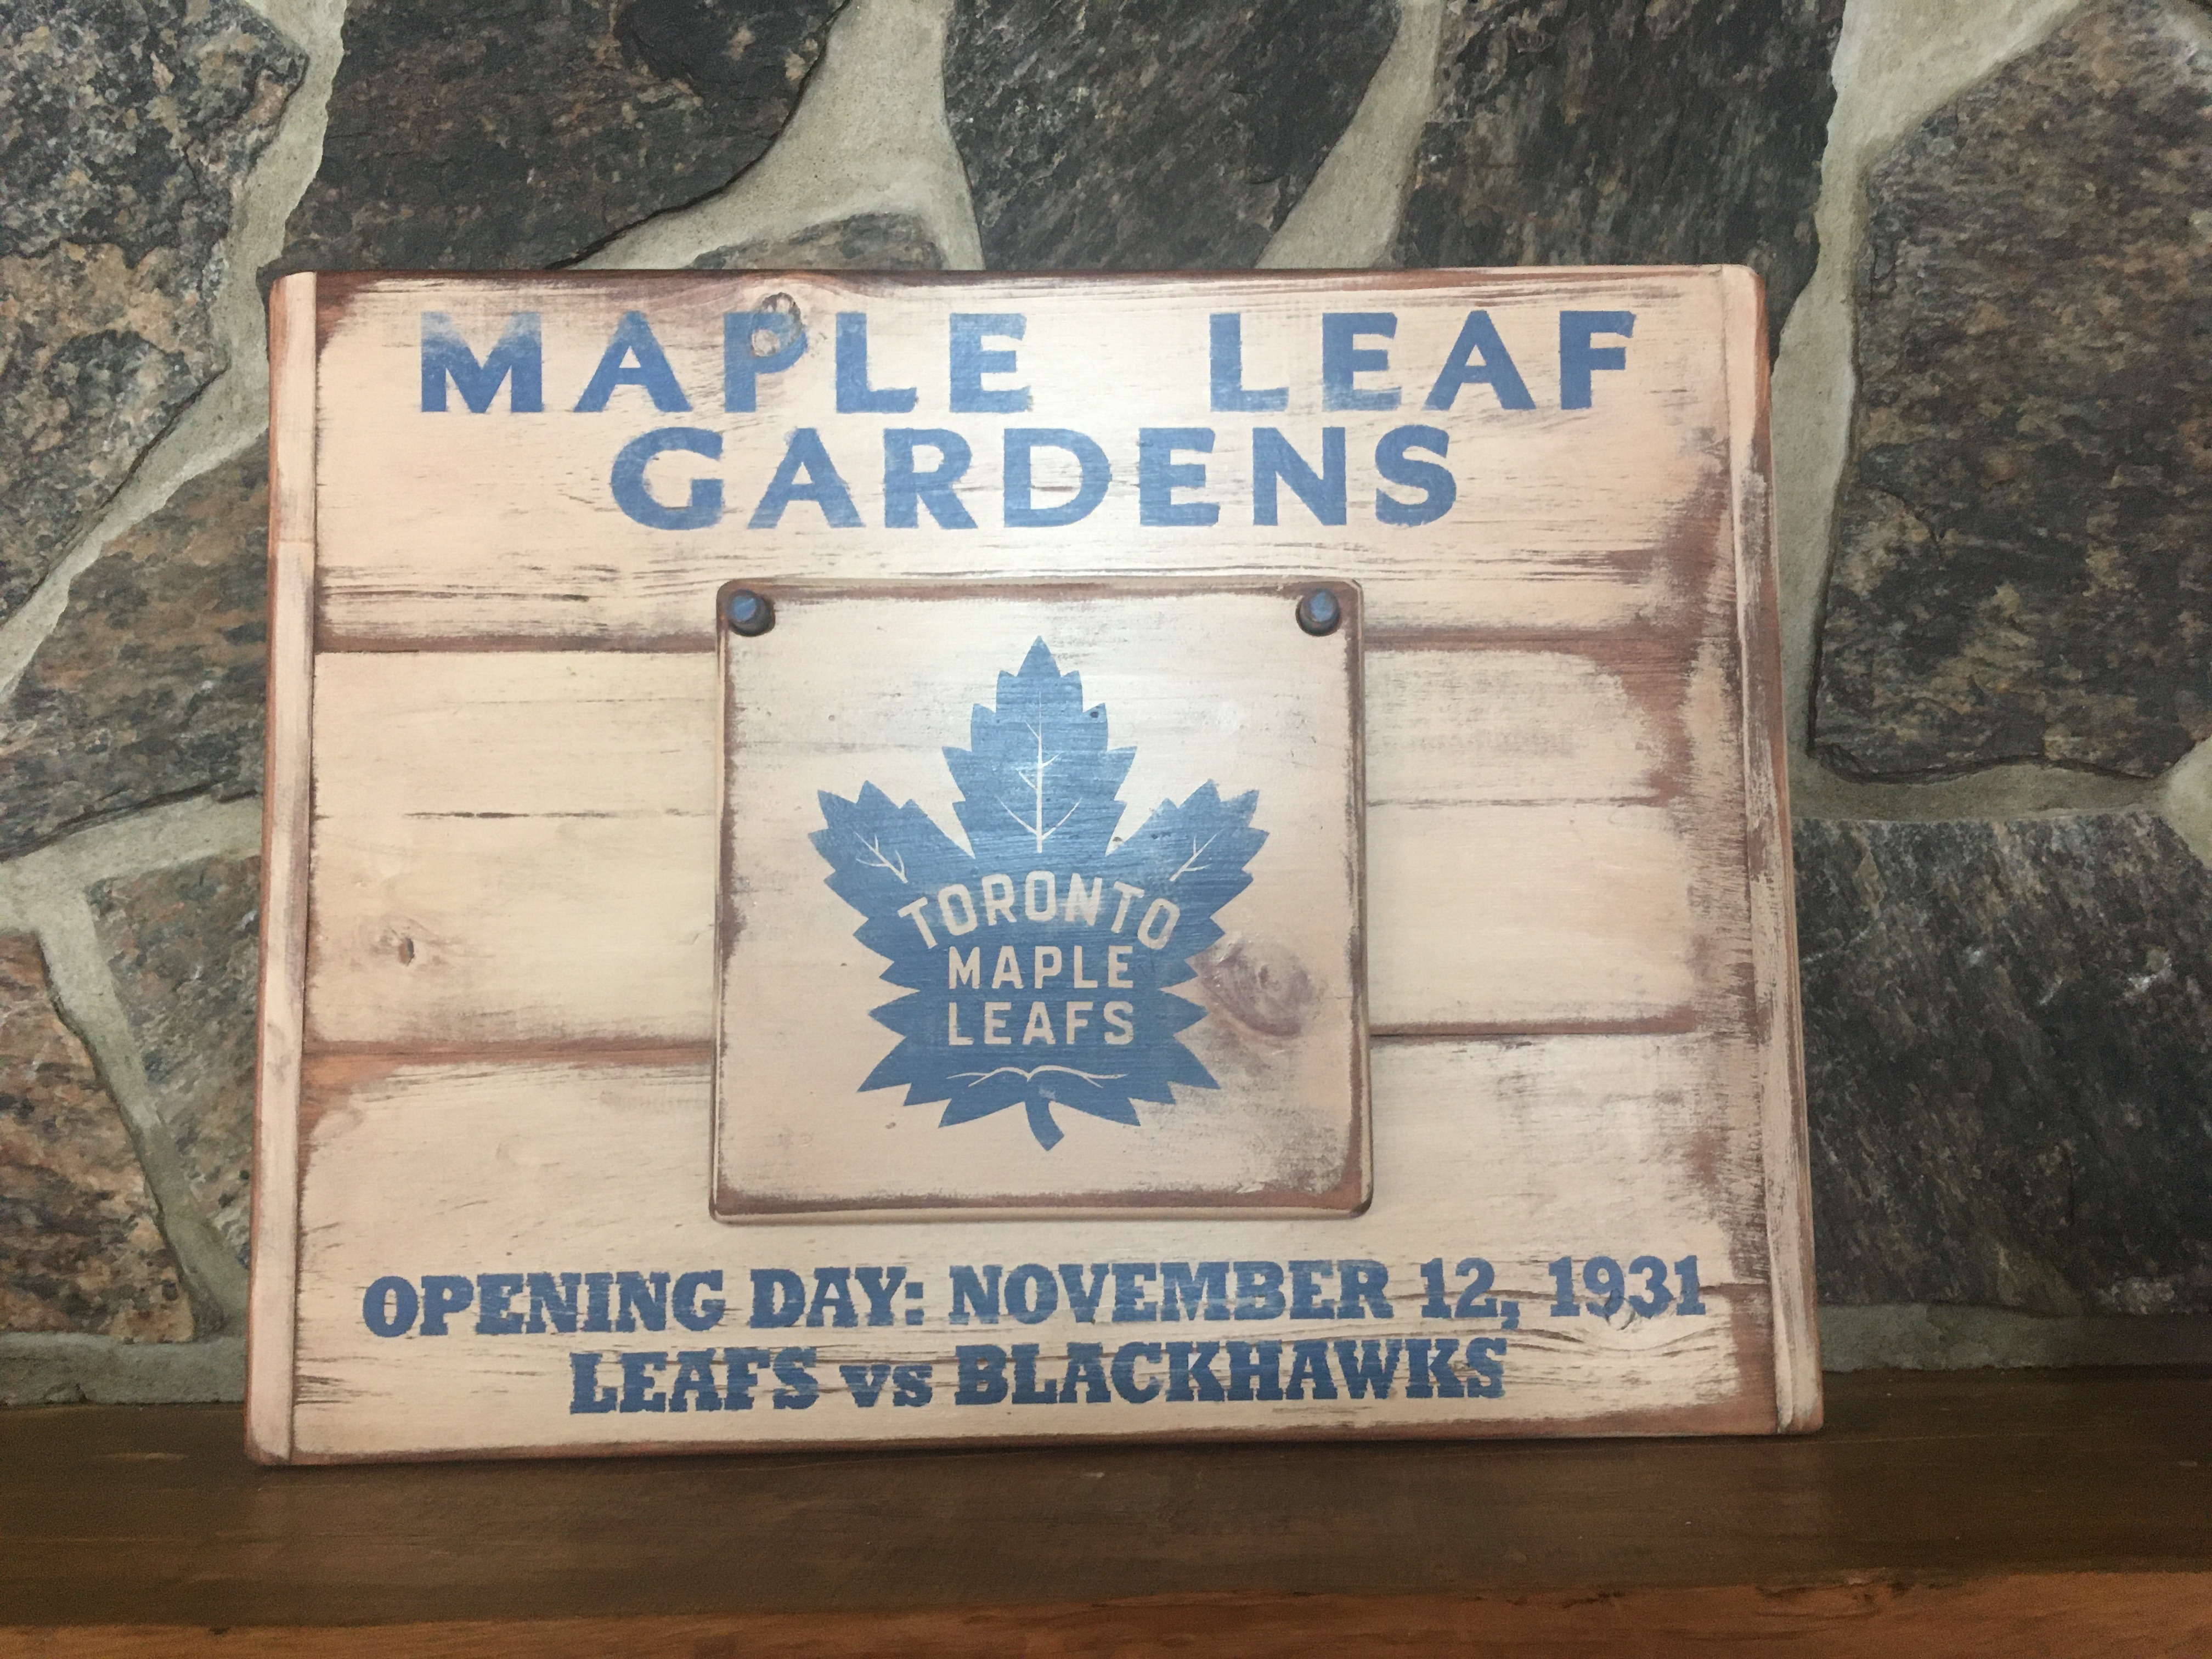 MAPLE LEAF
GARDENS
TORONTO
MAPLE
LEAFS
OPENING DAY: NOVEMBER 12, 1931
LEAFS vs BLACKHAWKS